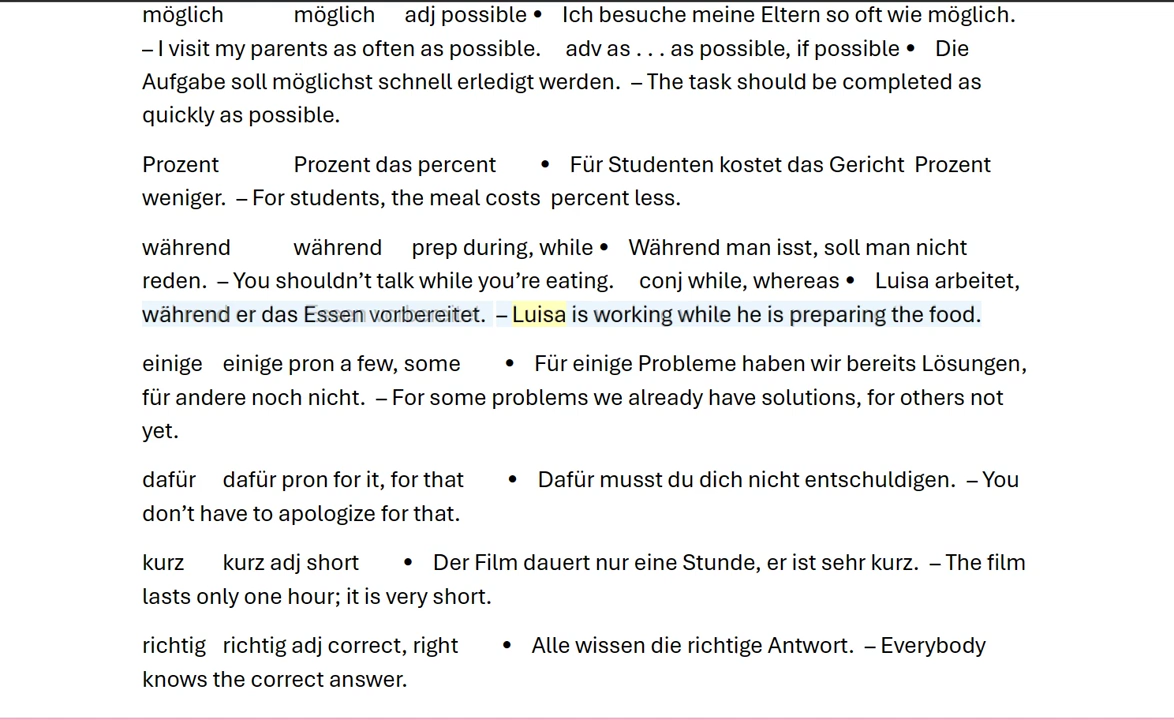 möglich möglich adj possible • Ich besuche meine Eltern so oft wie möglich.
– I visit my parents as often as possible. adv as . . . as possible, if possible • Die
Aufgabe soll möglichst schnell erledigt werden. – The task should be completed as
quickly as possible.
Prozent Prozent das percent • Für Studenten kostet das Gericht Prozent
weniger. – For students, the meal costs percent less.
während während prep during, while • Während man isst, soll man nicht
reden. – You shouldn’t talk while you’re eating. conj while, whereas • Luisa arbeitet,
während er das Essen vorbereitet. – Luisa is working while he is preparing the food.
einige einige pron a few, some • Für einige Probleme haben wir bereits Lösungen,
für andere noch nicht. – For some problems we already have solutions, for others not
yet.
dafür dafür pron for it, for that • Dafür musst du dich nicht entschuldigen. – You
don’t have to apologize for that.
kurz kurz adj short • Der Film dauert nur eine Stunde, er ist sehr kurz. – The film
lasts only one hour; it is very short.
richtig richtig adj correct, right • Alle wissen die richtige Antwort. – Everybody
knows the correct answer.